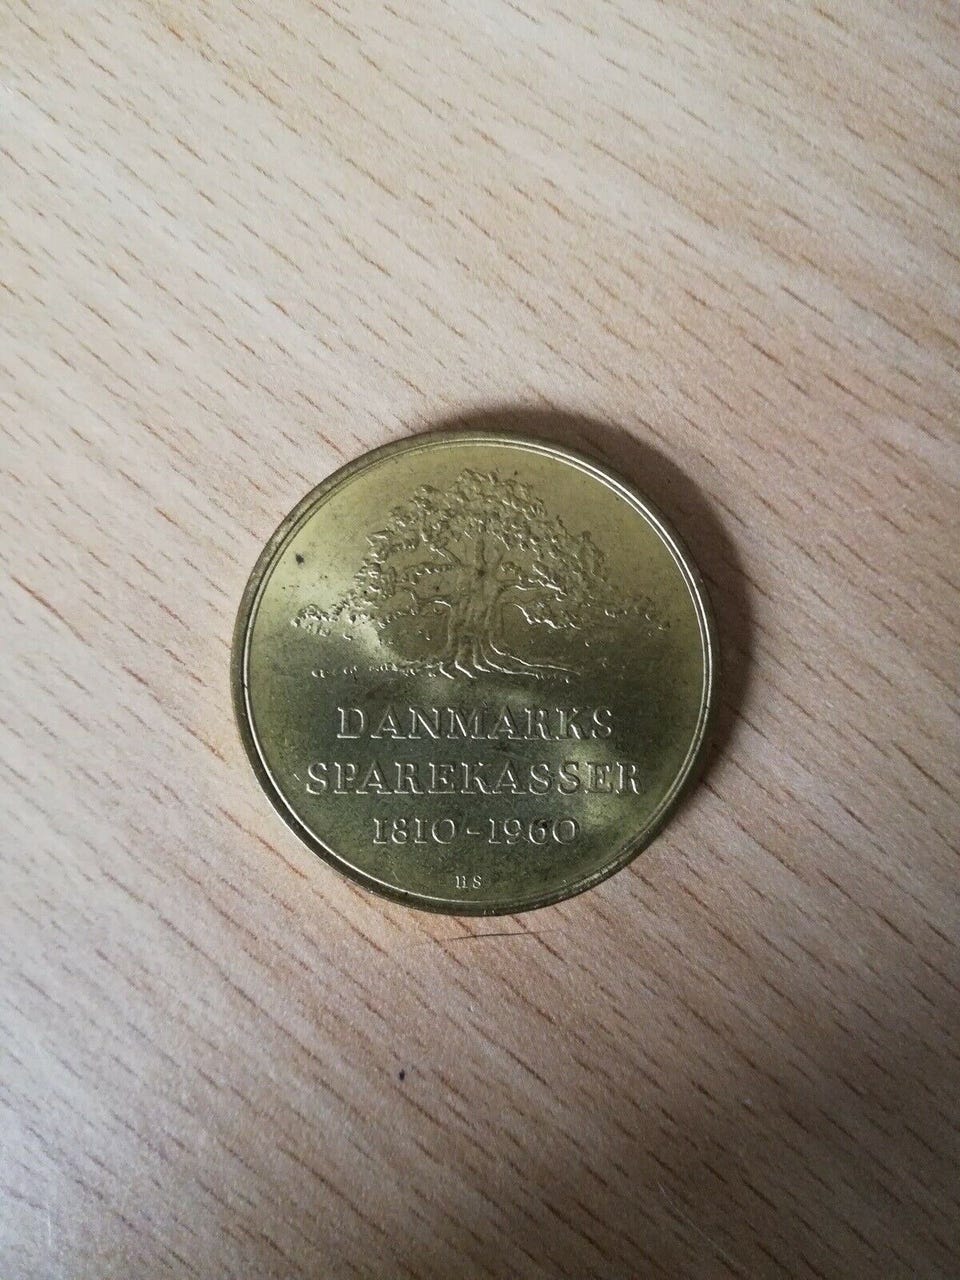 DANMARKS
SPAREKASSER
1810-1960
HS